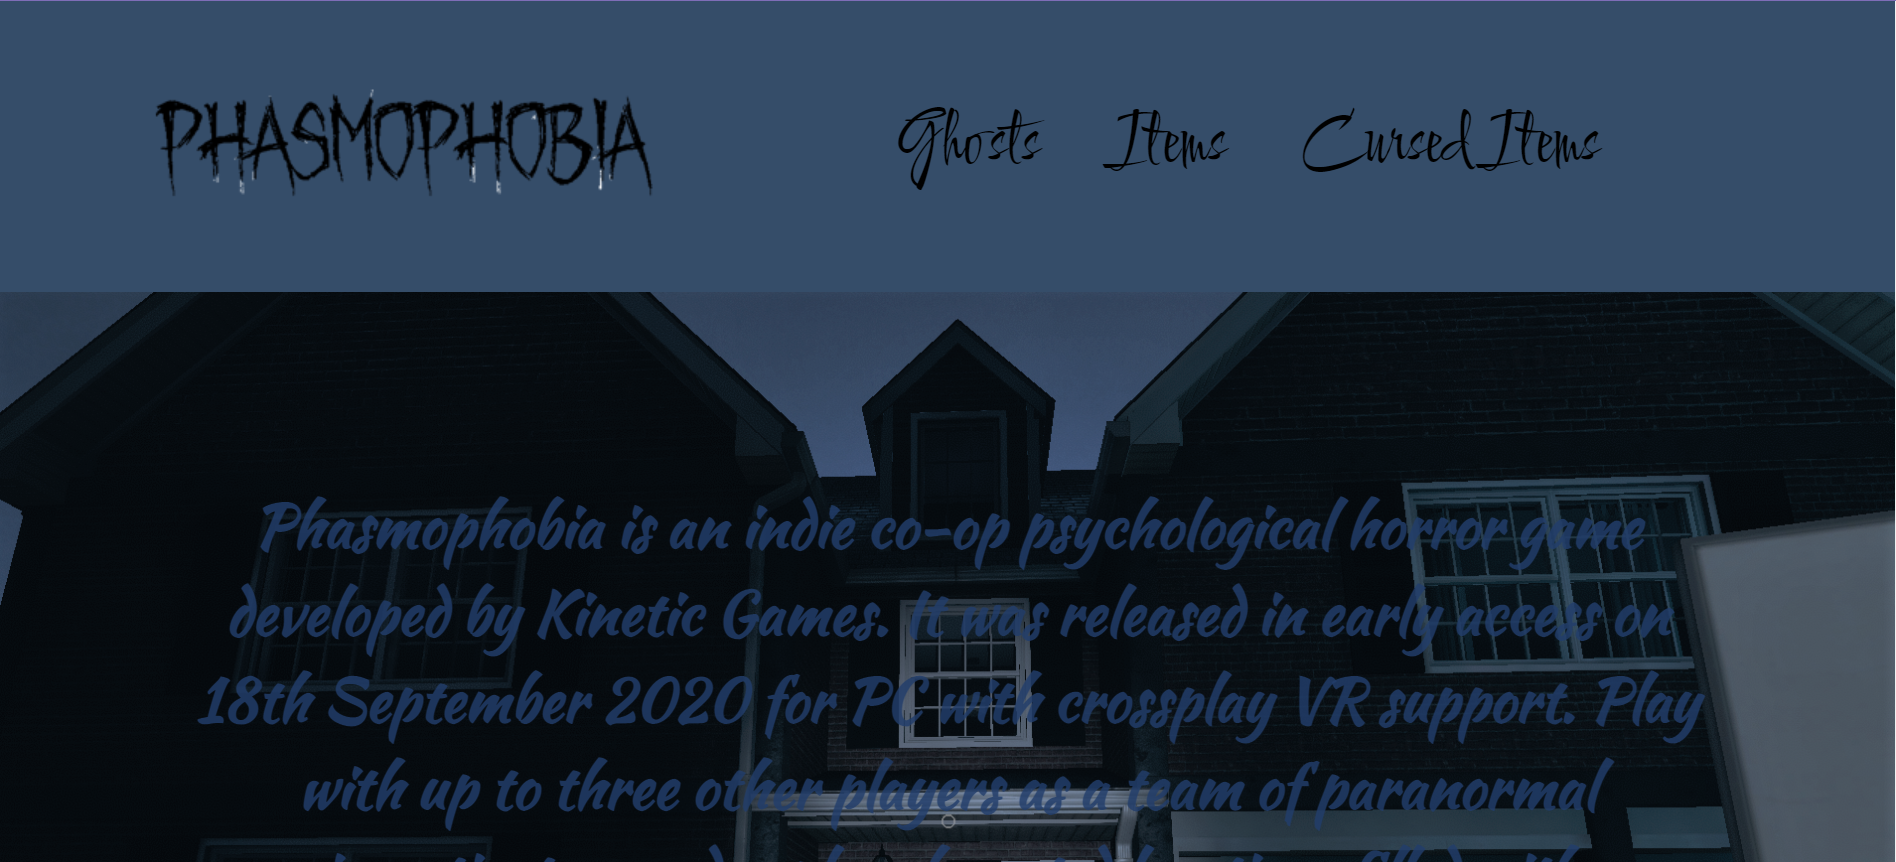 PHASMOPHOBIA
Ghosts Items Cursed Items
Phasmophobia is an indie co-op psychological horror game
developed by Kinetic Games. It was released in early access on
18th September 2020 for PC with crossplay VR support. Play
with up to three other players as a team of paranormal